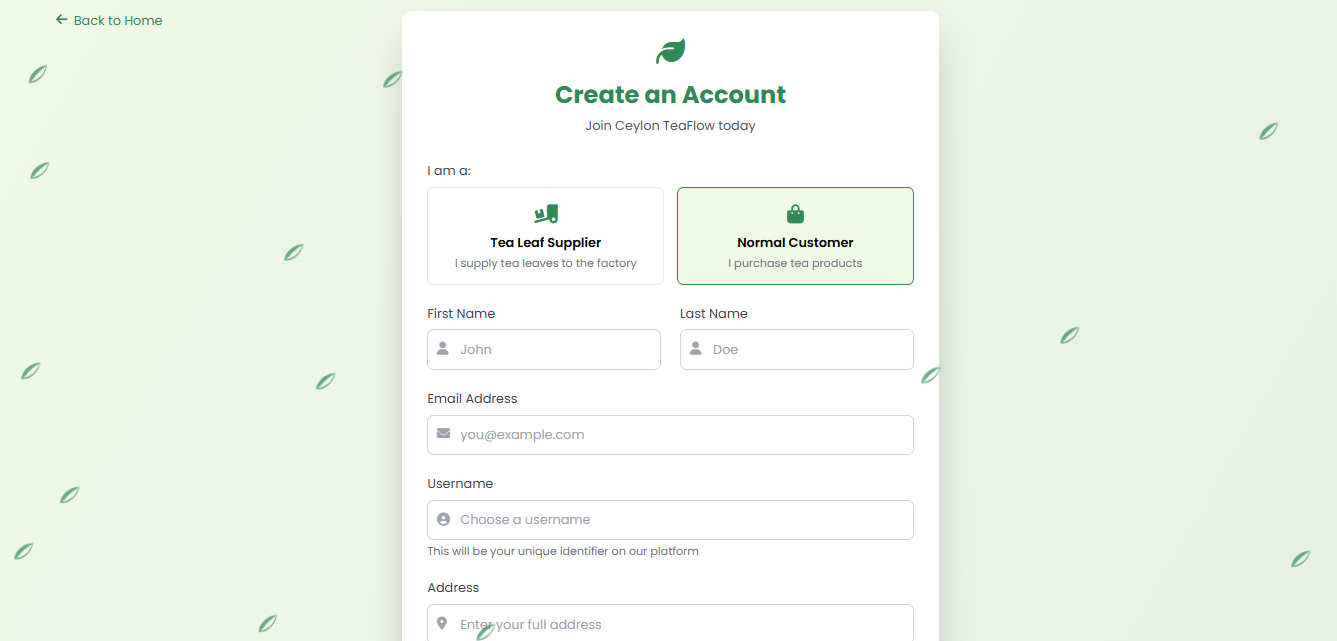 Back to Home
Create an Account
Join Ceylon TeaFlow today
I am a:
Tea Leaf Supplier
I supply tea leaves to the factory
Normal Customer
I purchase tea products
First Name
Last Name
John
Doe
Email Address
you@example.com
Username
Choose a username
This will be your unique identifier on our platform
Address
Enter your full address